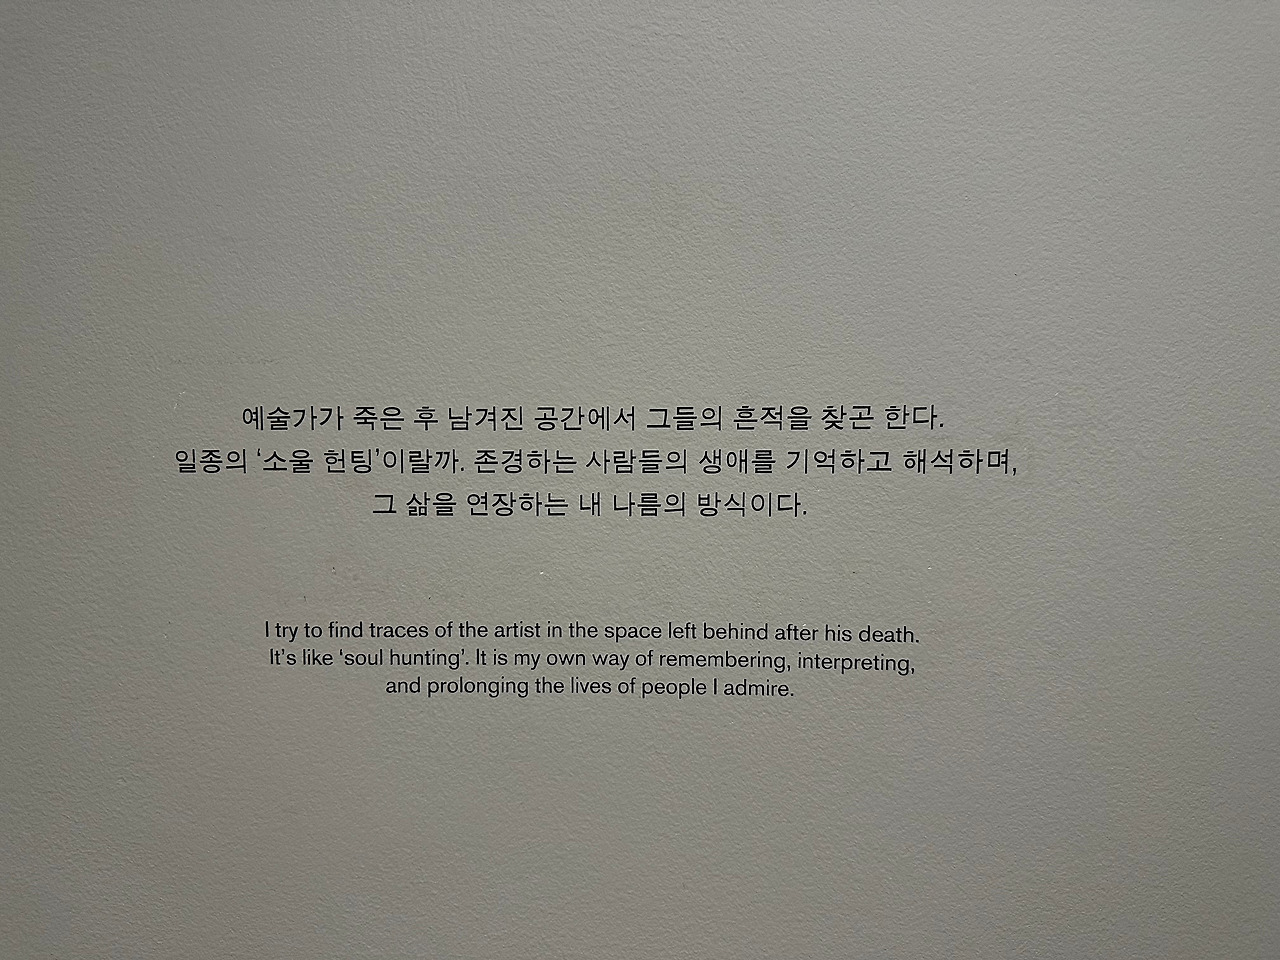 예술가가 죽은 후 남겨진 공간에서 그들의 흔적을 찾곤 한다.
일종의 ‘소울 헌팅’이랄까. 존경하는 사람들의 생애를 기억하고 해석하며,
그 삶을 연장하는 내 나름의 방식이다.
I try to find traces of the artist in the space left behind after his death.
It’s like ‘soul hunting’. It is my own way of remembering, interpreting,
and prolonging the lives of people I admire.